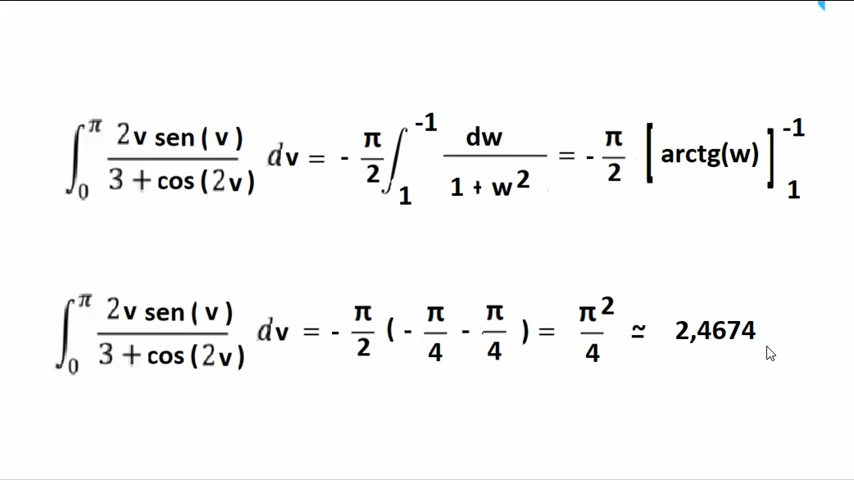 ∫₀^π 2v sen ( v ) / 3 + cos ( 2v ) dv = - π/2 ∫₁^-1 dw / 1 + w² = - π/2 [ arctg(w) ]₁^-1
∫₀^π 2v sen ( v ) / 3 + cos ( 2v ) dv = - π/2 ( - π/4 - π/4 ) = π²/4 ≃ 2,4674